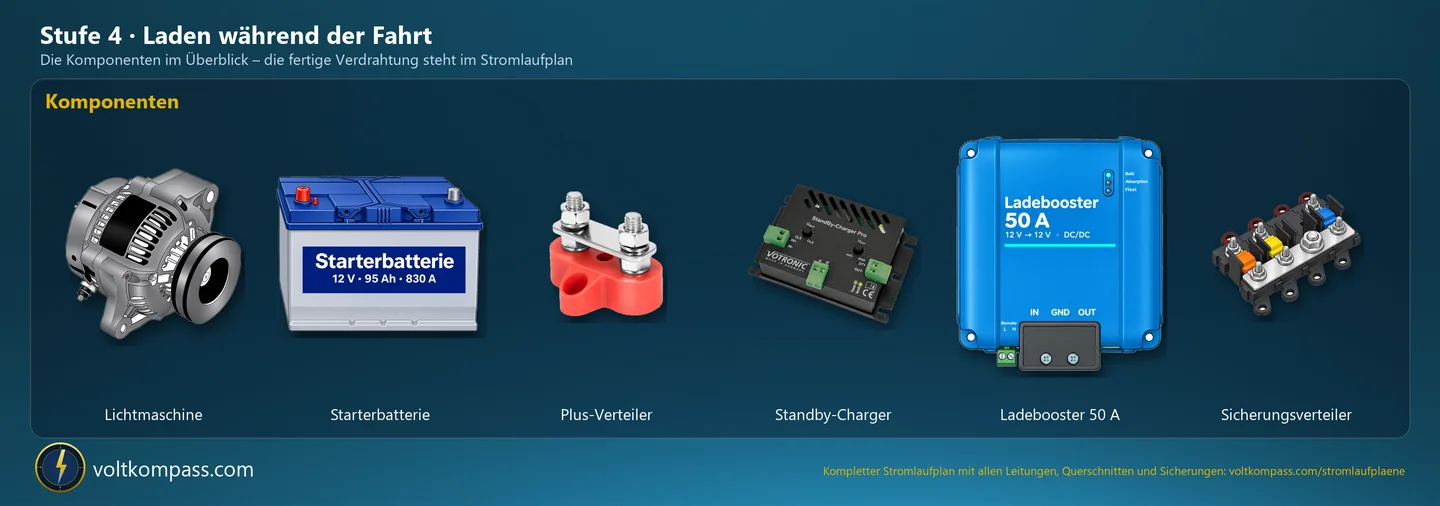 Stufe 4 · Laden während der Fahrt
Die Komponenten im Überblick – die fertige Verdrahtung steht im Stromlaufplan
Komponenten
Starterbatterie
12 V · 95 Ah · 830 A
Standby-Charger Pro
VOTRONIC
Ladebooster
50 A
12 V → 12 V · DC/DC
Bulk
Absorption
Float
IN GND OUT
Remote
L H
Lichtmaschine
Starterbatterie
Plus-Verteiler
Standby-Charger
Ladebooster 50 A
Sicherungsverteiler
voltkompass.com
Kompletter Stromlaufplan mit allen Leitungen, Querschnitten und Sicherungen: voltkompass.com/stromlaufplaene